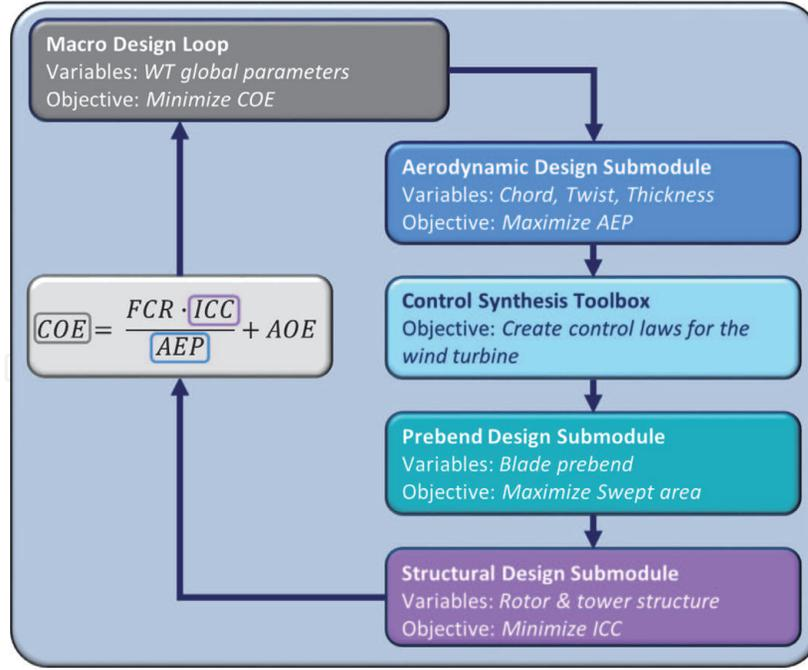 Macro Design Loop
Variables: WT global parameters
Objective: Minimize COE
Aerodynamic Design Submodule
Variables: Chord, Twist, Thickness
Objective: Maximize AEP
Control Synthesis Toolbox
Objective: Create control laws for the
wind turbine
Prebend Design Submodule
Variables: Blade prebend
Objective: Maximize Swept area
Structural Design Submodule
Variables: Rotor & tower structure
Objective: Minimize ICC
COE = FCR · ICC / AEP + AOE